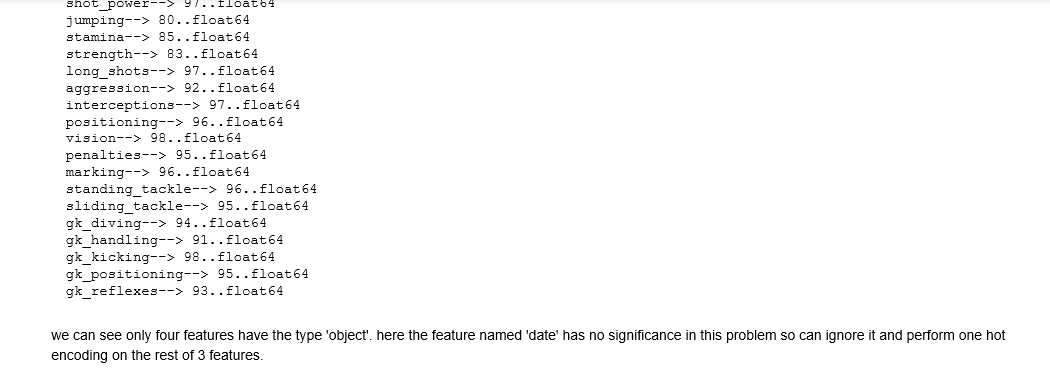 shot_power--> 97..float64
jumping--> 80..float64
stamina--> 85..float64
strength--> 83..float64
long_shots--> 97..float64
aggression--> 92..float64
interceptions--> 97..float64
positioning--> 96..float64
vision--> 98..float64
penalties--> 95..float64
marking--> 96..float64
standing_tackle--> 96..float64
sliding_tackle--> 95..float64
gk_diving--> 94..float64
gk_handling--> 91..float64
gk_kicking--> 98..float64
gk_positioning--> 95..float64
gk_reflexes--> 93..float64
we can see only four features have the type 'object'. here the feature named 'date' has no significance in this problem so can ignore it and perform one hot
encoding on the rest of 3 features.